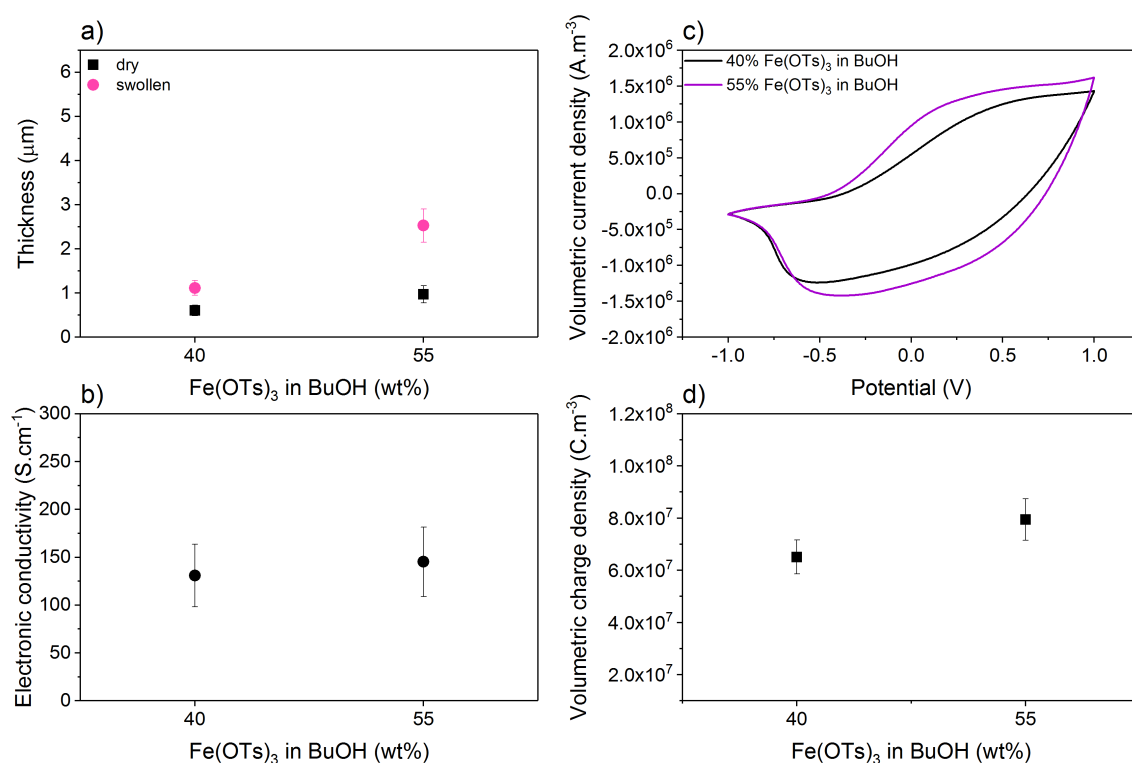 a)
dry
swollen
6
5
4
3
2
1
0
Thickness (μm)
40
55
Fe(OTs)₃ in BuOH (wt%)
c)
40% Fe(OTs)₃ in BuOH
55% Fe(OTs)₃ in BuOH
2.0x10⁶
1.5x10⁶
1.0x10⁶
5.0x10⁵
0.0
-5.0x10⁵
-1.0x10⁶
-1.5x10⁶
-2.0x10⁶
Volumetric current density (A.m⁻³)
-1.0
-0.5
0.0
0.5
1.0
Potential (V)
b)
300
250
200
150
100
50
0
Electronic conductivity (S.cm⁻¹)
40
55
Fe(OTs)₃ in BuOH (wt%)
d)
1.2x10⁸
1.0x10⁸
8.0x10⁷
6.0x10⁷
4.0x10⁷
2.0x10⁷
Volumetric charge density (C.m⁻³)
40
55
Fe(OTs)₃ in BuOH (wt%)